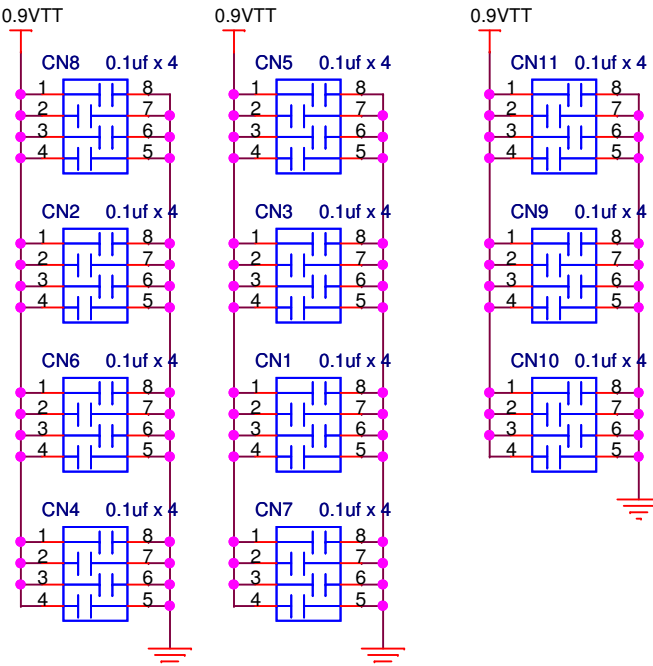 0.9VTT 0.9VTT 0.9VTT
CN8 0.1uf x 4 CN5 0.1uf x 4 CN11 0.1uf x 4
1 8 1 8 1 8
2 7 2 7 2 7
3 6 3 6 3 6
4 5 4 5 4 5
CN2 0.1uf x 4 CN3 0.1uf x 4 CN9 0.1uf x 4
1 8 1 8 1 8
2 7 2 7 2 7
3 6 3 6 3 6
4 5 4 5 4 5
CN6 0.1uf x 4 CN1 0.1uf x 4 CN10 0.1uf x 4
1 8 1 8 1 8
2 7 2 7 2 7
3 6 3 6 3 6
4 5 4 5 4 5
CN4 0.1uf x 4 CN7 0.1uf x 4
1 8 1 8
2 7 2 7
3 6 3 6
4 5 4 5